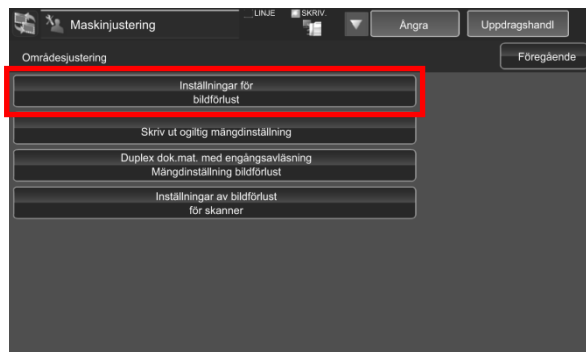 Maskinjustering
LINJE
SKRIV.
Ångra
Uppdragshandl
Områdesjustering
Föregående
Inställningar för
bildförlust
Skriv ut ogiltig mängdinställning
Duplex dok.mat. med engångsavläsning
Mängdinställning bildförlust
Inställningar av bildförlust
för skanner